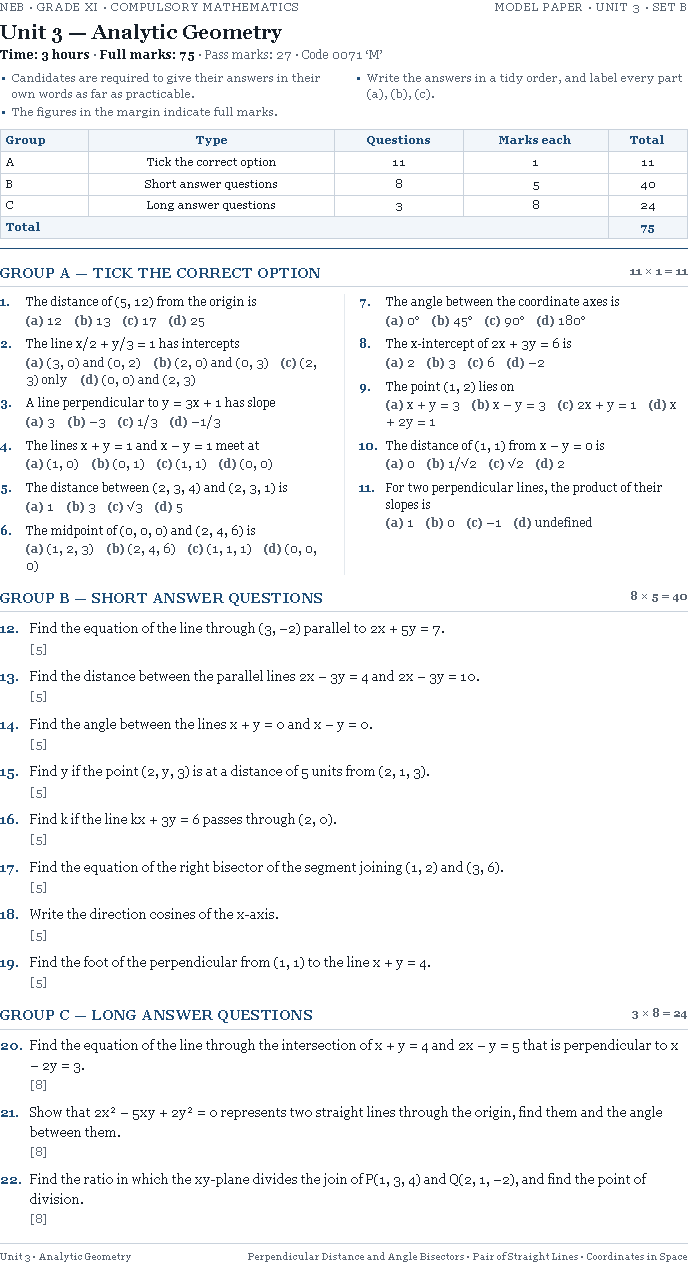 NEB · GRADE XI · COMPULSORY MATHEMATICS
MODEL PAPER · UNIT 3 · SET B
Unit 3 — Analytic Geometry
Time: 3 hours · Full marks: 75 · Pass marks: 27 · Code 0071 ‘M’
• Candidates are required to give their answers in their
own words as far as practicable.
• The figures in the margin indicate full marks.
• Write the answers in a tidy order, and label every part
(a), (b), (c).
Group Type Questions Marks each Total
A Tick the correct option 11 1 11
B Short answer questions 8 5 40
C Long answer questions 3 8 24
Total 75
GROUP A — TICK THE CORRECT OPTION 11 × 1 = 11
1. The distance of (5, 12) from the origin is
(a) 12 (b) 13 (c) 17 (d) 25
2. The line x/2 + y/3 = 1 has intercepts
(a) (3, 0) and (0, 2) (b) (2, 0) and (0, 3) (c) (2,
3) only (d) (0, 0) and (2, 3)
3. A line perpendicular to y = 3x + 1 has slope
(a) 3 (b) −3 (c) 1/3 (d) −1/3
4. The lines x + y = 1 and x − y = 1 meet at
(a) (1, 0) (b) (0, 1) (c) (1, 1) (d) (0, 0)
5. The distance between (2, 3, 4) and (2, 3, 1) is
(a) 1 (b) 3 (c) √3 (d) 5
6. The midpoint of (0, 0, 0) and (2, 4, 6) is
(a) (1, 2, 3) (b) (2, 4, 6) (c) (1, 1, 1) (d) (0, 0,
0)
7. The angle between the coordinate axes is
(a) 0° (b) 45° (c) 90° (d) 180°
8. The x-intercept of 2x + 3y = 6 is
(a) 2 (b) 3 (c) 6 (d) −2
9. The point (1, 2) lies on
(a) x + y = 3 (b) x − y = 3 (c) 2x + y = 1 (d) x
+ 2y = 1
10. The distance of (1, 1) from x − y = 0 is
(a) 0 (b) 1/√2 (c) √2 (d) 2
11. For two perpendicular lines, the product of their
slopes is
(a) 1 (b) 0 (c) −1 (d) undefined
GROUP B — SHORT ANSWER QUESTIONS 8 × 5 = 40
12. Find the equation of the line through (3, −2) parallel to 2x + 5y = 7.
[5]
13. Find the distance between the parallel lines 2x − 3y = 4 and 2x − 3y = 10.
[5]
14. Find the angle between the lines x + y = 0 and x − y = 0.
[5]
15. Find y if the point (2, y, 3) is at a distance of 5 units from (2, 1, 3).
[5]
16. Find k if the line kx + 3y = 6 passes through (2, 0).
[5]
17. Find the equation of the right bisector of the segment joining (1, 2) and (3, 6).
[5]
18. Write the direction cosines of the x-axis.
[5]
19. Find the foot of the perpendicular from (1, 1) to the line x + y = 4.
[5]
GROUP C — LONG ANSWER QUESTIONS 3 × 8 = 24
20. Find the equation of the line through the intersection of x + y = 4 and 2x − y = 5 that is perpendicular to x
− 2y = 3.
[8]
21. Show that 2x² − 5xy + 2y² = 0 represents two straight lines through the origin, find them and the angle
between them.
[8]
22. Find the ratio in which the xy-plane divides the join of P(1, 3, 4) and Q(2, 1, −2), and find the point of
division.
[8]
Unit 3 · Analytic Geometry
Perpendicular Distance and Angle Bisectors · Pair of Straight Lines · Coordinates in Space